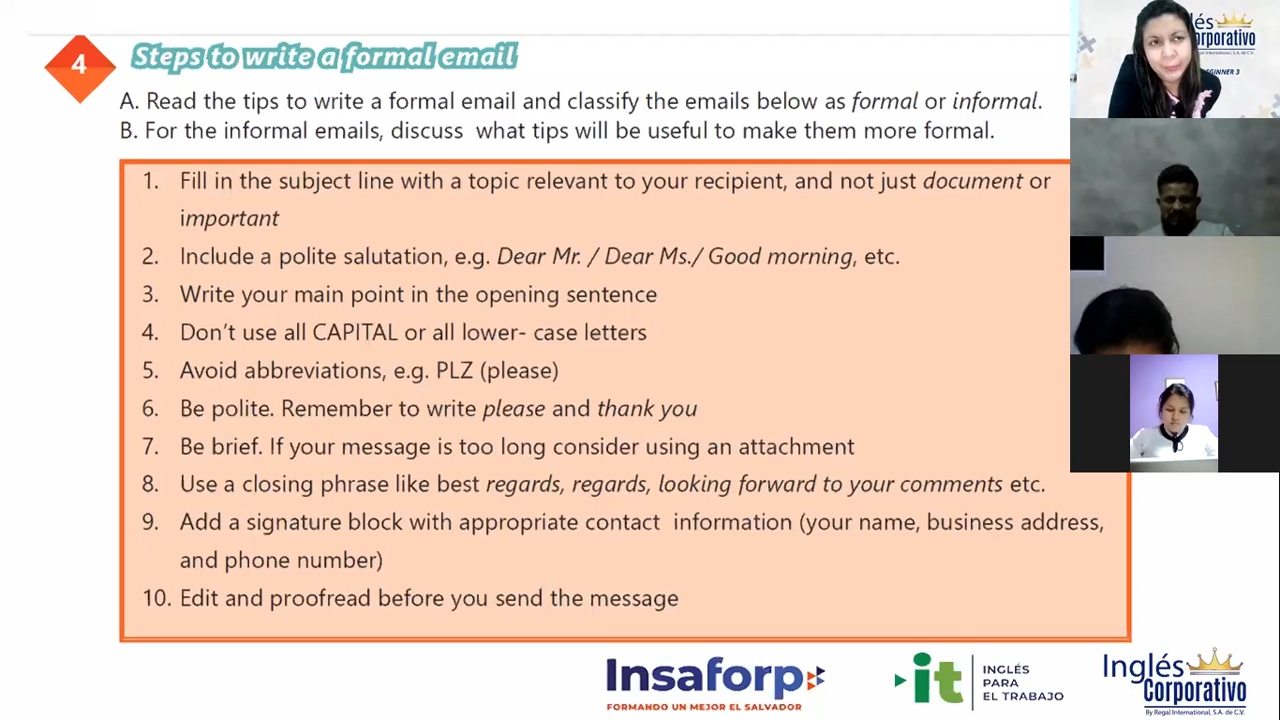 4
Steps to write a formal email
A. Read the tips to write a formal email and classify the emails below as formal or informal.
B. For the informal emails, discuss what tips will be useful to make them more formal.
1. Fill in the subject line with a topic relevant to your recipient, and not just document or
important
2. Include a polite salutation, e.g. Dear Mr. / Dear Ms./ Good morning, etc.
3. Write your main point in the opening sentence
4. Don't use all CAPITAL or all lower- case letters
5. Avoid abbreviations, e.g. PLZ (please)
6. Be polite. Remember to write please and thank you
7. Be brief. If your message is too long consider using an attachment
8. Use a closing phrase like best regards, regards, looking forward to your comments etc.
9. Add a signature block with appropriate contact information (your name, business address,
and phone number)
10. Edit and proofread before you send the message
Insaforp
FORMANDO UN MEJOR EL SALVADOR
it
INGLÉS
PARA
EL TRABAJO
Inglés
Corporativo
By Regal International, S.A. de C.V.